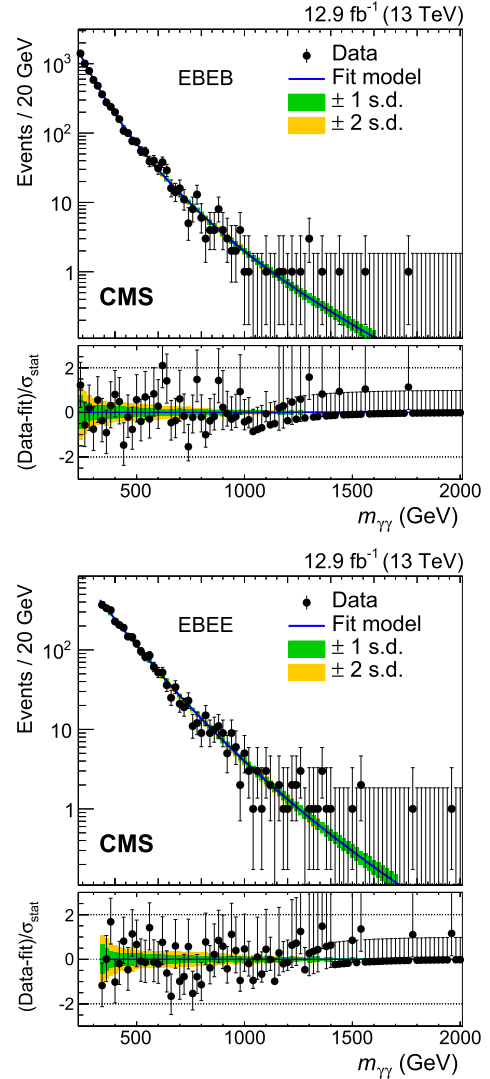 12.9 fb⁻¹ (13 TeV)
Events / 20 GeV
10³
10²
10
1
EBEB
Data
Fit model
± 1 s.d.
± 2 s.d.
CMS
(Data-fit)/σstat
2
0
-2
500
1000
1500
2000
mγγ (GeV)
12.9 fb⁻¹ (13 TeV)
Events / 20 GeV
10²
10
1
EBEE
Data
Fit model
± 1 s.d.
± 2 s.d.
CMS
(Data-fit)/σstat
2
0
-2
500
1000
1500
2000
mγγ (GeV)